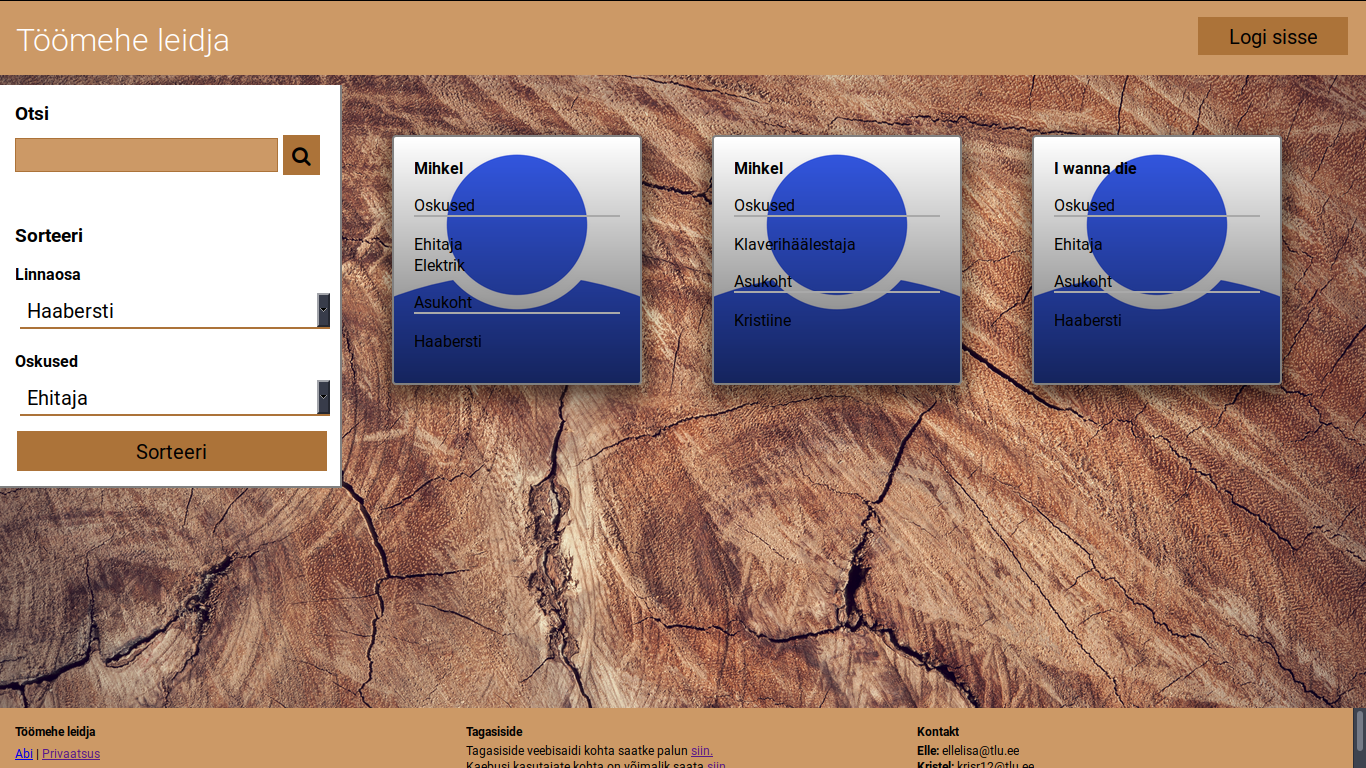 Töömehe leidja
Logi sisse
Otsi
Sorteeri
Linnaosa
Haabersti
Oskused
Ehitaja
Sorteeri
Mihkel
Oskused
Ehitaja
Elektrik
Asukoht
Haabersti
Mihkel
Oskused
Klaverihäälestaja
Asukoht
Kristiine
I wanna die
Oskused
Ehitaja
Asukoht
Haabersti
Töömehe leidja
Abi | Privaatsus
Tagasiside
Tagasiside veebisaidi kohta saatke palun siin.
Kaebusi kasutajate kohta on võimalik saata siin
Kontakt
Elle: ellelisa@tlu.ee
Kristel: krisr12@tlu.ee